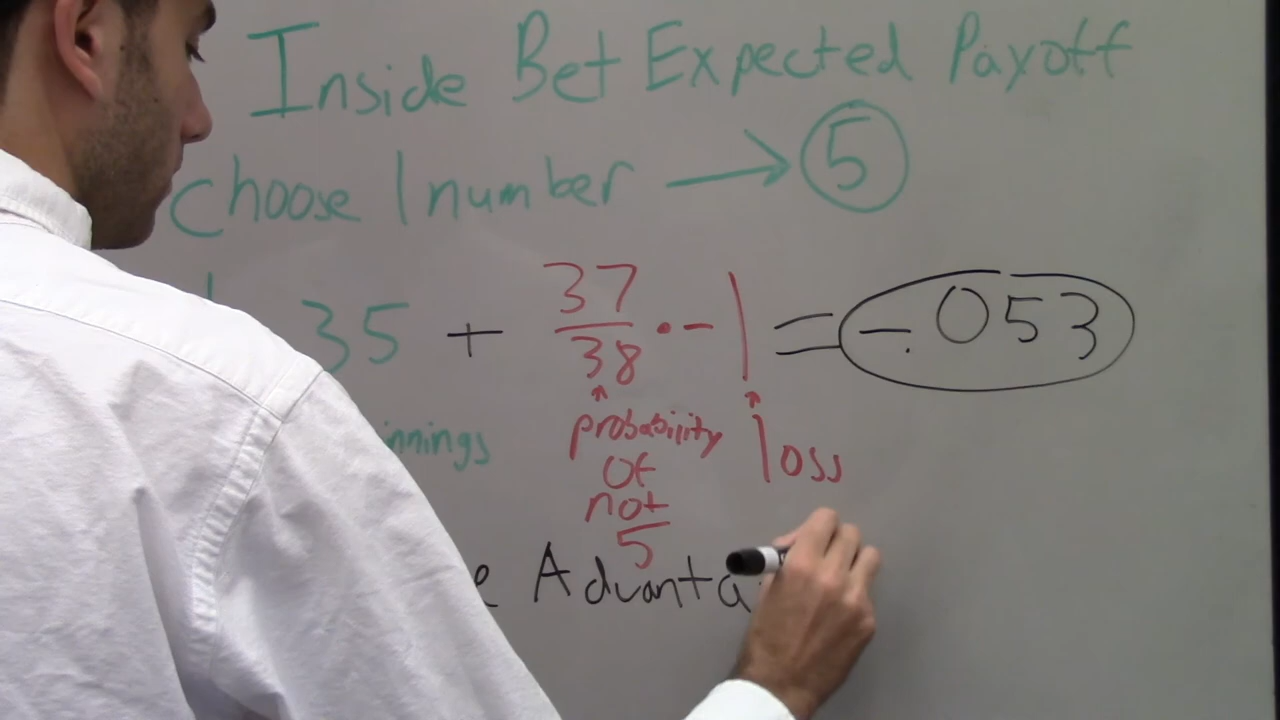 Inside Bet Expected Payoff
choose 1 number → 5
35 + 37/38 · -1 = -.053
nnings
probability
of
not
5
loss
e Advanta